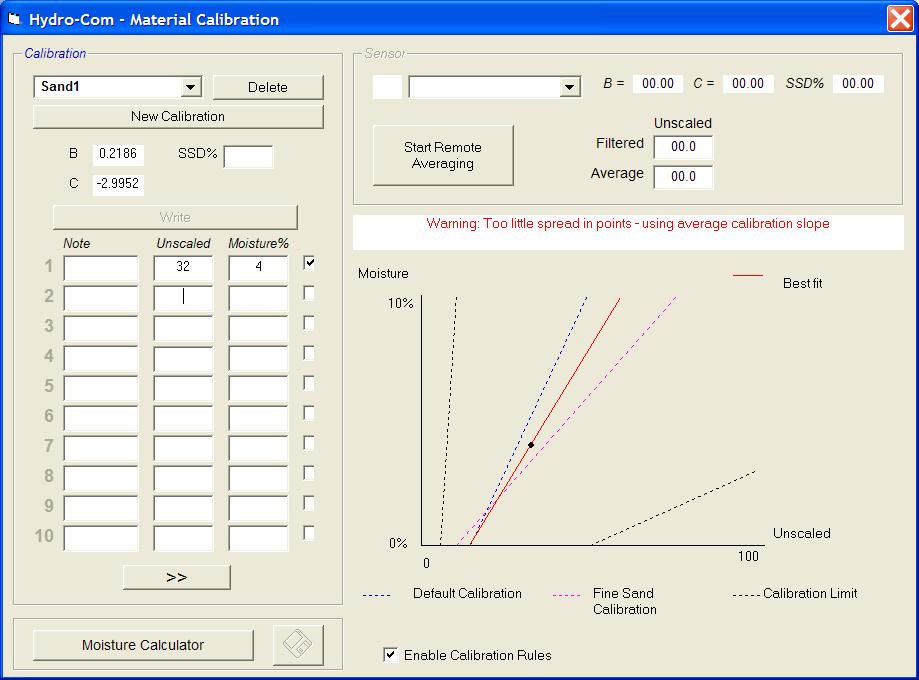 Hydro-Com - Material Calibration
Calibration
Sand1
Delete
New Calibration
B 0.2186 SSD%
C -2.9952
Write
Note Unscaled Moisture%
1 32 4
2
3
4
5
6
7
8
9
10
>>
Moisture Calculator
Sensor
B = 00.00 C = 00.00 SSD% 00.00
Start Remote
Averaging
Unscaled
Filtered 00.0
Average 00.0
Warning: Too little spread in points - using average calibration slope
Moisture
Best fit
10%
0%
0
100
Unscaled
Default Calibration
Fine Sand
Calibration
Calibration Limit
Enable Calibration Rules